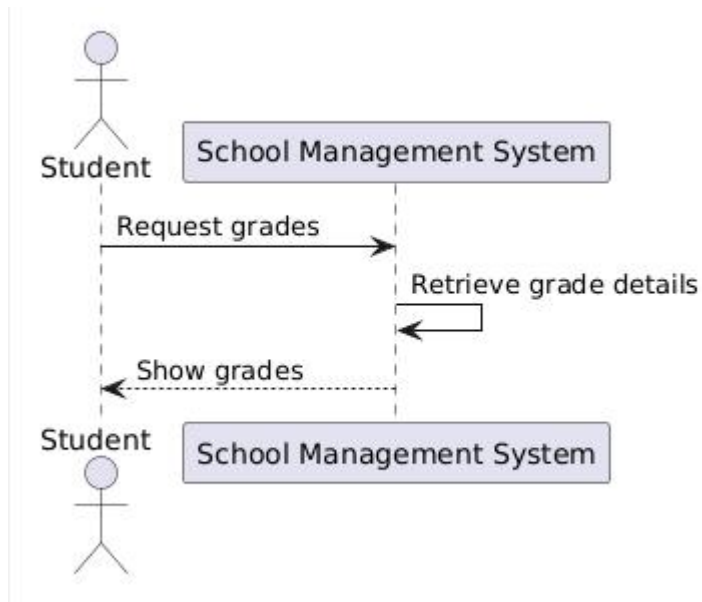 Student
School Management System
Request grades
Retrieve grade details
Show grades
Student
School Management System